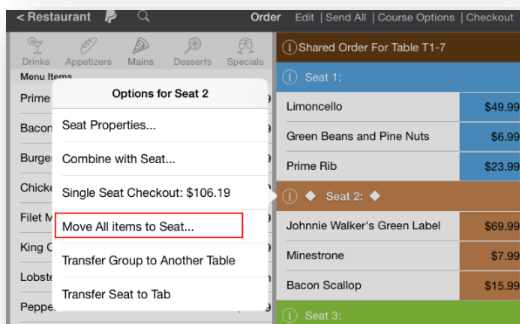 < Restaurant
Order Edit | Send All | Course Options | Checkout
Drinks Appetizers Mains Desserts Specials
Menu Items
Prime
Bacon
Burge
Chicke
Filet M
King C
Lobste
Peppe
Options for Seat 2
Seat Properties...
Combine with Seat...
Single Seat Checkout: $106.19
Move All items to Seat...
Transfer Group to Another Table
Transfer Seat to Tab
Shared Order For Table T1-7
Seat 1:
Limoncello $49.99
Green Beans and Pine Nuts $6.99
Prime Rib $23.99
Seat 2:
Johnnie Walker's Green Label $69.99
Minestrone $7.99
Bacon Scallop $15.99
Seat 3: